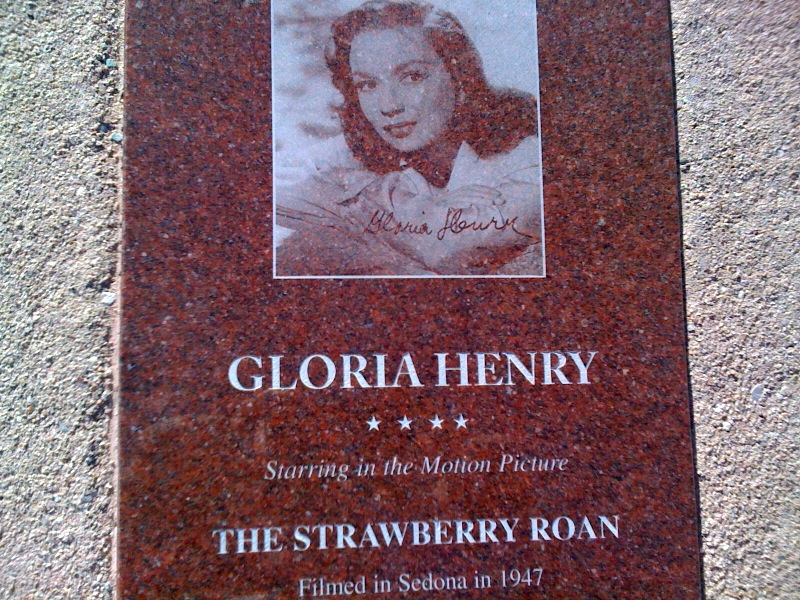 Gloria Henry
GLORIA HENRY
Starring in the Motion Picture
THE STRAWBERRY ROAN
Filmed in Sedona in 1947